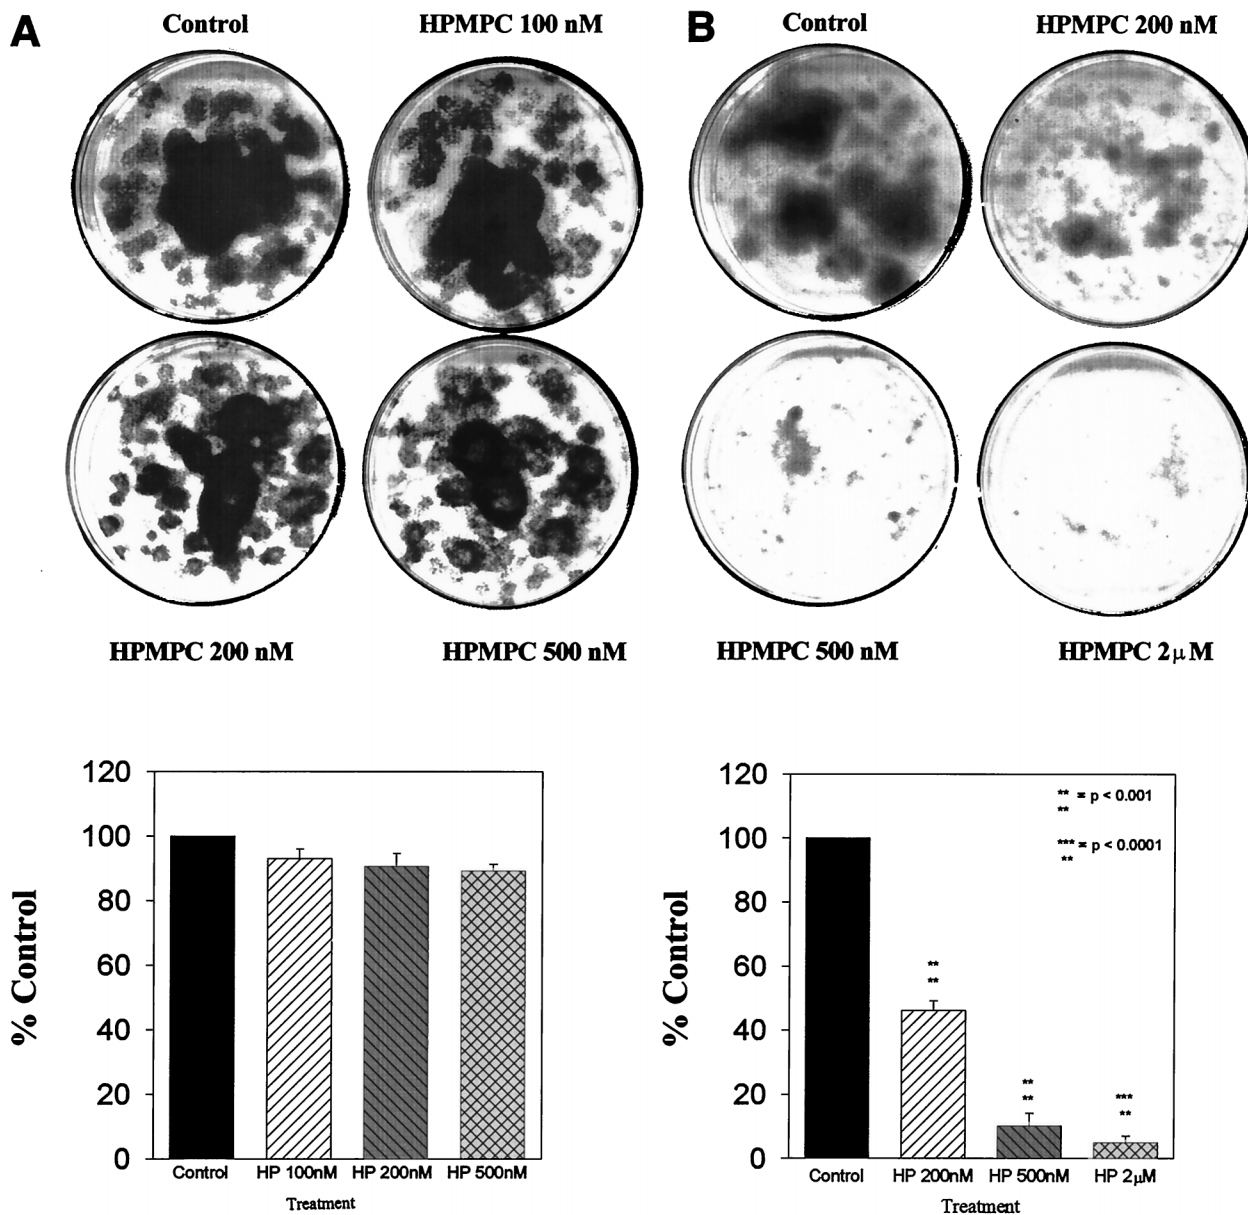 A
Control
HPMPC 100 nM
HPMPC 200 nM
HPMPC 500 nM
B
Control
HPMPC 200 nM
HPMPC 500 nM
HPMPC 2μM
% Control
120
100
80
60
40
20
0
Control
HP 100nM
HP 200nM
HP 500nM
Treatment
% Control
120
100
80
60
40
20
0
** = p < 0.001
**
*** = p < 0.0001
**
**
**
**
**
***
**
Control
HP 200nM
HP 500nM
HP 2μM
Treatment